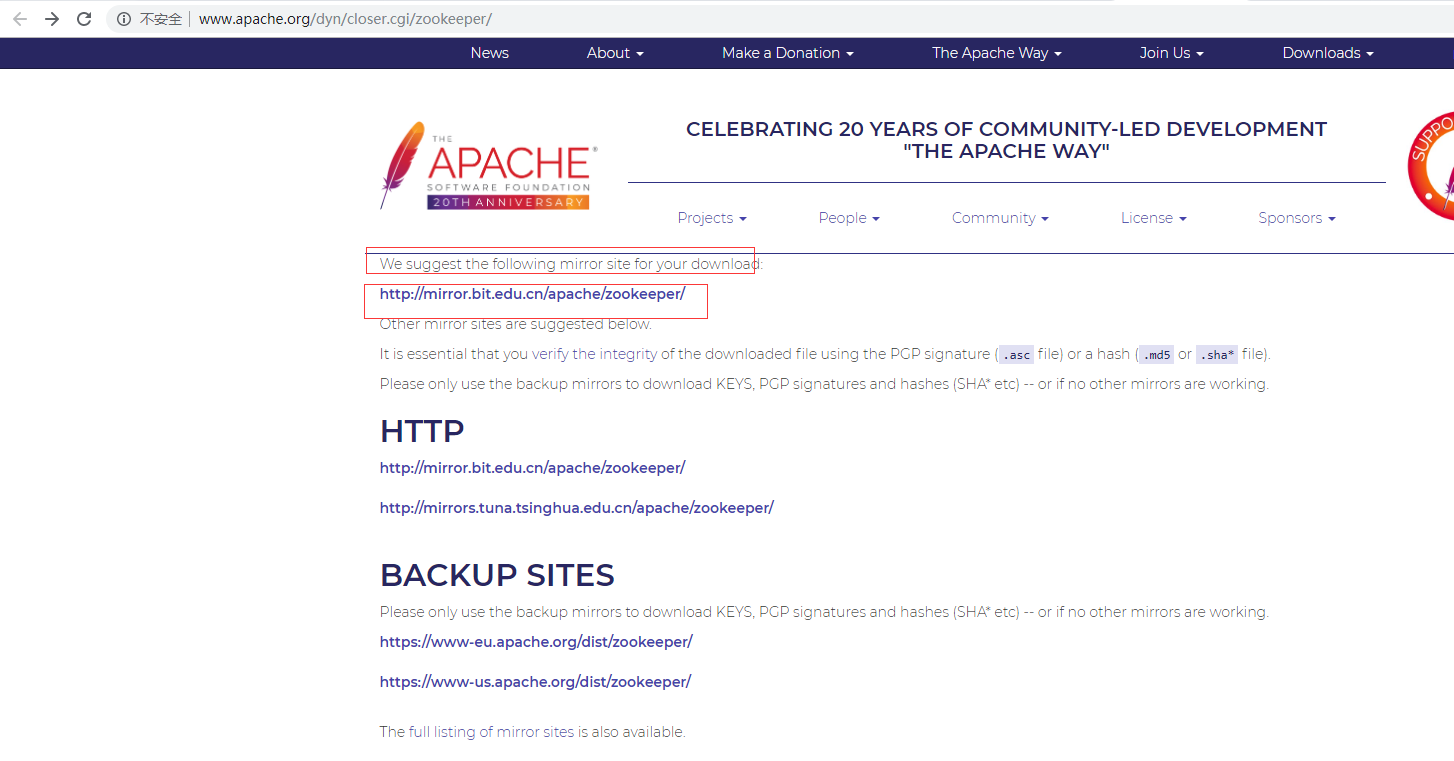 不安全 www.apache.org/dyn/closer.cgi/zookeeper/
News About Make a Donation The Apache Way Join Us Downloads
THE
APACHE®
SOFTWARE FOUNDATION
20TH ANNIVERSARY
CELEBRATING 20 YEARS OF COMMUNITY-LED DEVELOPMENT
"THE APACHE WAY"
Projects People Community License Sponsors
We suggest the following mirror site for your download:
http://mirror.bit.edu.cn/apache/zookeeper/
Other mirror sites are suggested below.
It is essential that you verify the integrity of the downloaded file using the PGP signature (.asc file) or a hash (.md5 or .sha* file).
Please only use the backup mirrors to download KEYS, PGP signatures and hashes (SHA* etc) -- or if no other mirrors are working.
HTTP
http://mirror.bit.edu.cn/apache/zookeeper/
http://mirrors.tuna.tsinghua.edu.cn/apache/zookeeper/
BACKUP SITES
Please only use the backup mirrors to download KEYS, PGP signatures and hashes (SHA* etc) -- or if no other mirrors are working.
https://www-eu.apache.org/dist/zookeeper/
https://www-us.apache.org/dist/zookeeper/
The full listing of mirror sites is also available.